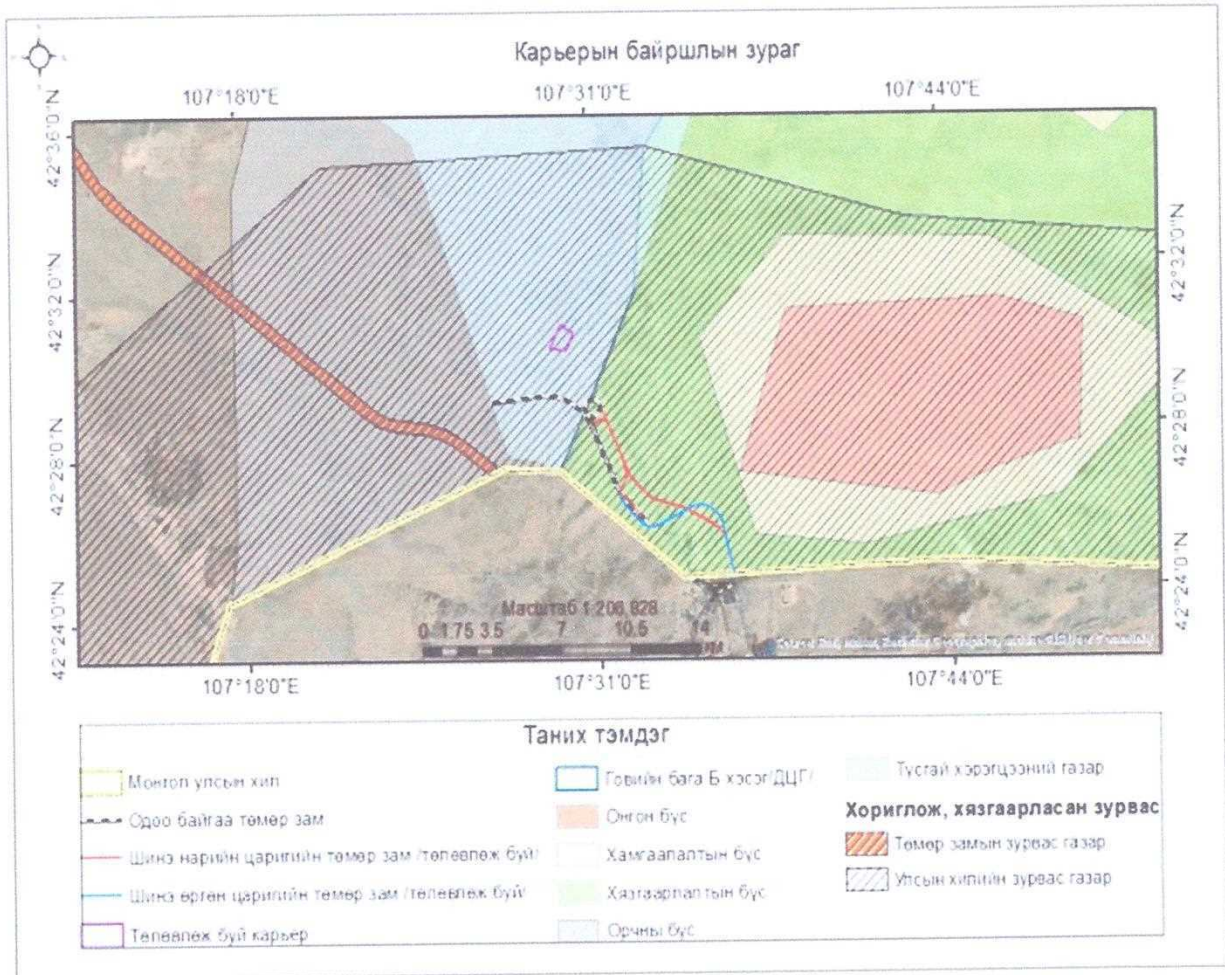 Карьерын байршлын зураг
107°18'0"E 107°31'0"E 107°44'0"E
42°36'0"N
42°32'0"N
42°28'0"N
42°24'0"N
42°32'0"N
42°28'0"N
42°24'0"N
Масштаб 1:206,828
0 1.75 3.5 7 10.5 14
КМ
107°18'0"E 107°31'0"E 107°44'0"E
Таних тэмдэг
Монгол улсын хил
Одоо байгаа төмөр зам
Шинэ нарийн царигийн төмөр зам /төлөвлөж буй/
Шинэ өргөн царигийн төмөр зам /төлөвлөж буй/
Төлөвлөж буй карьер
Говийн бага Б хэсэг/ДЦГ/
Онгон бүс
Хамгаалалтын бүс
Хязгаарлалтын бүс
Орчны бүс
Тусгай хэрэгцээний газар
Хориглож, хязгаарласан зурвас
Төмөр замын зурвас газар
Улсын хилийн зурвас газар